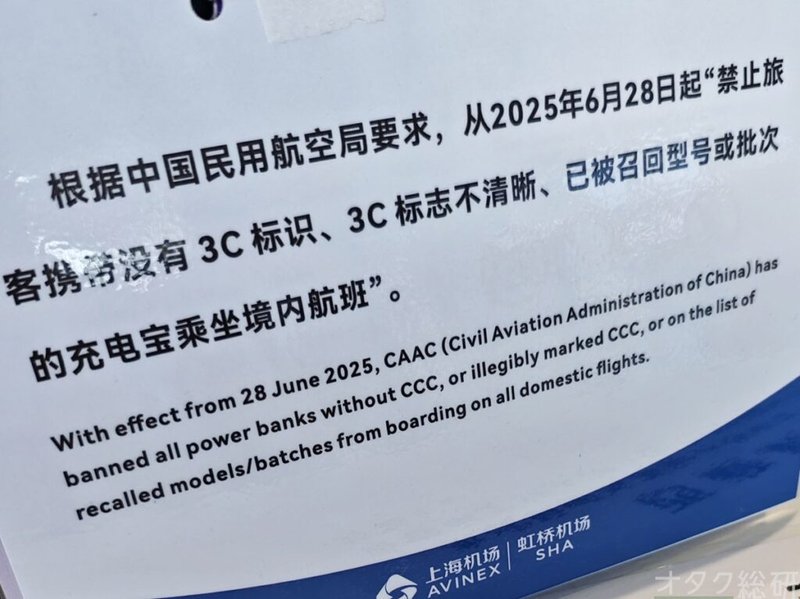 根据中国民用航空局要求，从2025年6月28日起“禁止旅
客携带没有 3C 标识、3C 标志不清晰、已被召回型号或批次
的充电宝乘坐境内航班”。
With effect from 28 June 2025, CAAC (Civil Aviation Administration of China) has
banned all power banks without CCC, or illegibly marked CCC, or on the list of
recalled models/batches from boarding on all domestic flights.
上海机场 虹桥机场
AVINEX SHA
オタク総研